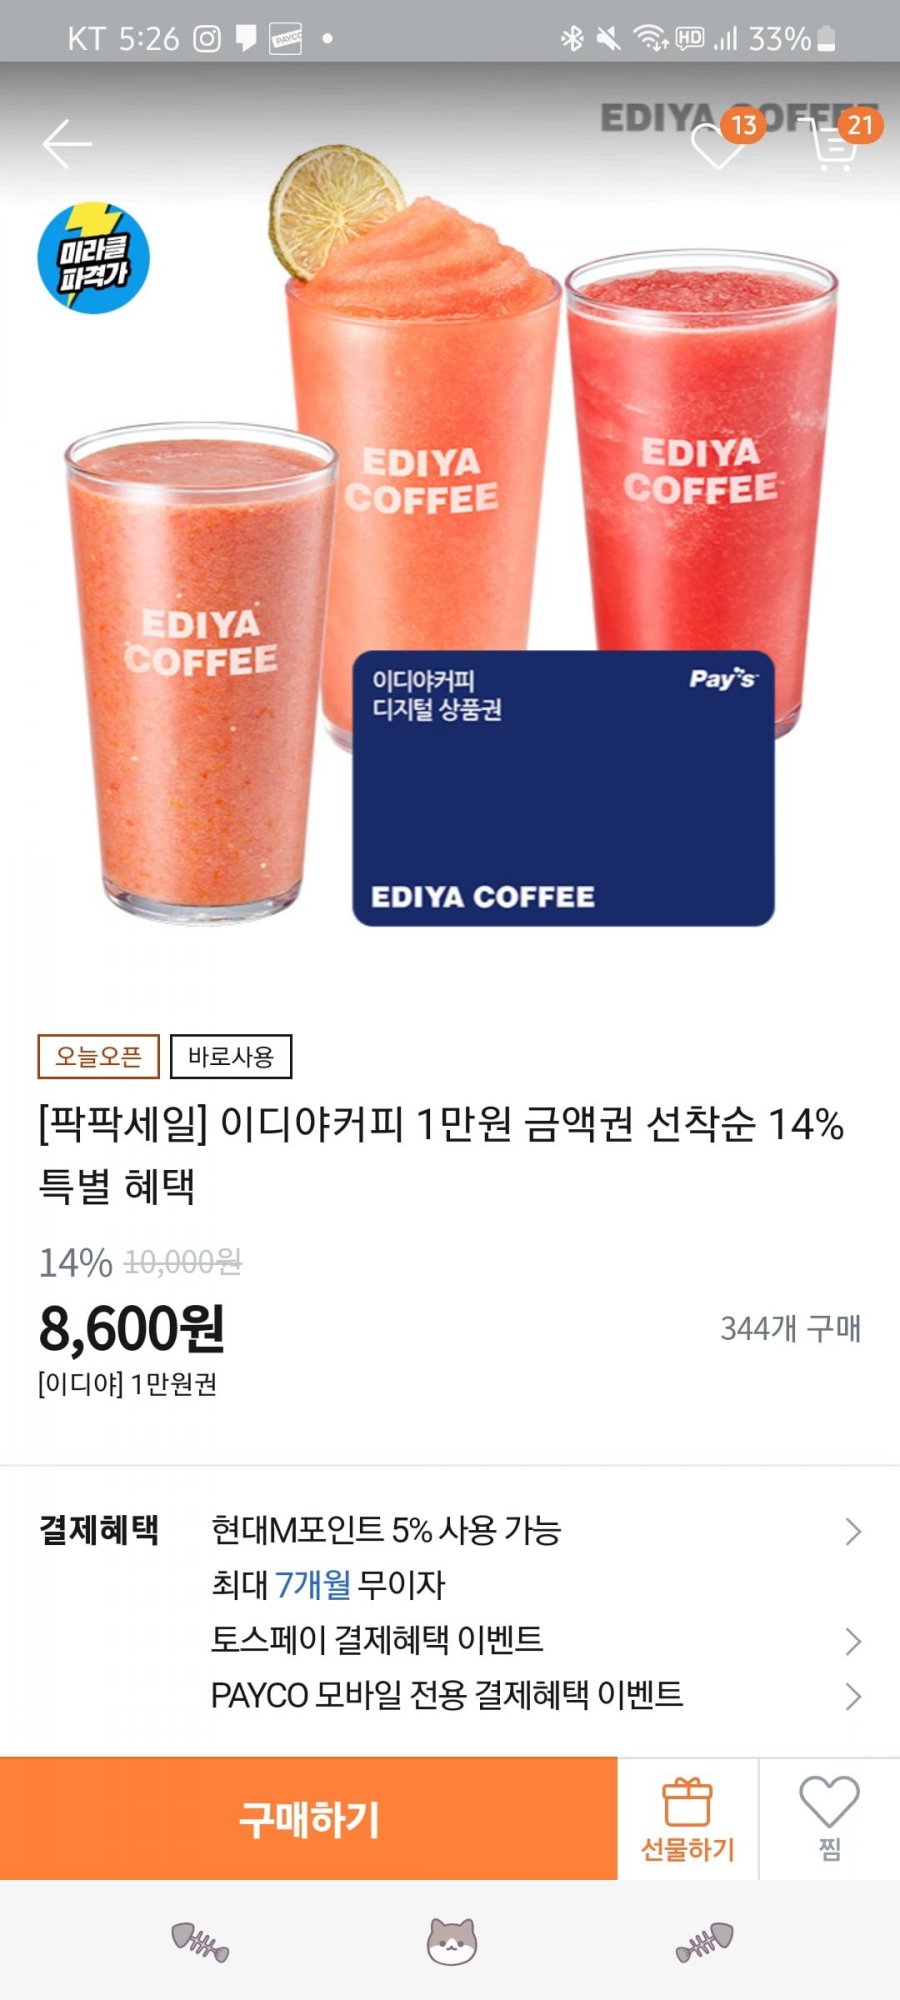 KT 5:26
HD 33%
EDIYA COFFEE
13
21
미라클
파격가
EDIYA
COFFEE
EDIYA
COFFEE
EDIYA
COFFEE
이디야커피
디지털 상품권
Pay's
EDIYA COFFEE
오늘오픈
바로사용
[팍팍세일] 이디야커피 1만원 금액권 선착순 14%
특별 혜택
14% 10,000원
8,600원
344개 구매
[이디야] 1만원권
결제혜택
현대M포인트 5% 사용 가능
최대 7개월 무이자
토스페이 결제혜택 이벤트
PAYCO 모바일 전용 결제혜택 이벤트
구매하기
선물하기
찜